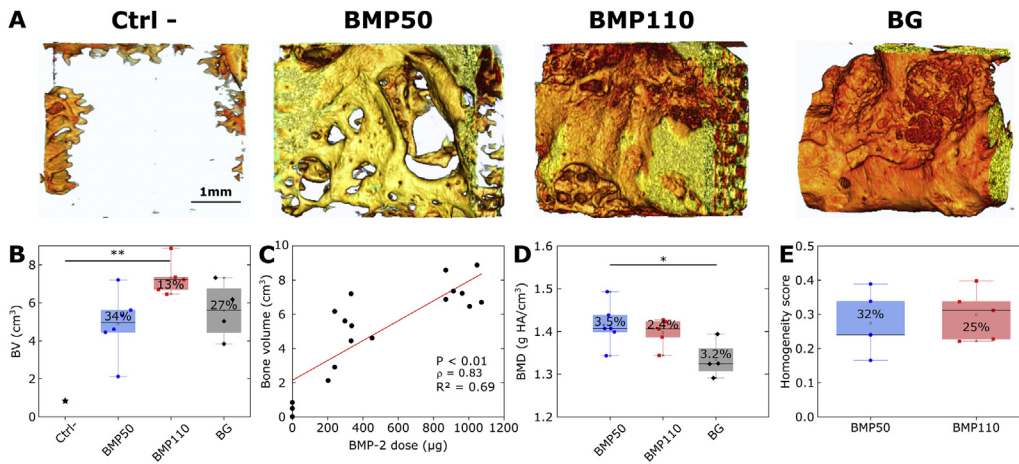 A Ctrl - BMP50 BMP110 BG
1mm
B
BV (cm³)
8
6
4
2
0
**
34%
13%
27%
Ctrl-
BMP50
BMP110
BG
C
Bone volume (cm³)
10
8
6
4
2
0
P < 0.01
ρ = 0.83
R² = 0.69
0 200 400 600 800 1000 1200
BMP-2 dose (µg)
D
BMD (g HA/cm³)
1.6
1.5
1.4
1.3
1.2
*
3.5%
2.4%
3.2%
BMP50
BMP110
BG
E
Homogeneity score
0.5
0.4
0.3
0.2
0.1
0.0
32%
25%
BMP50
BMP110